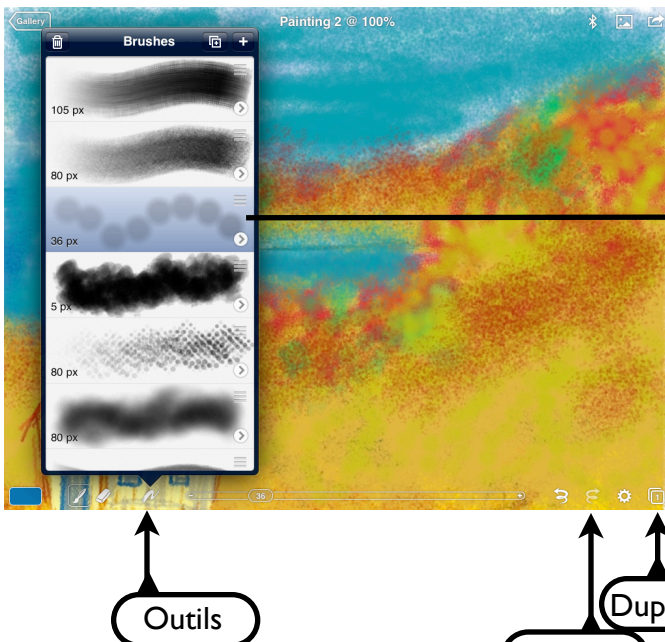 Gallery
Painting 2 @ 100%
Brushes
105 px
80 px
36 px
5 px
80 px
80 px
36
1
Outils
Dup